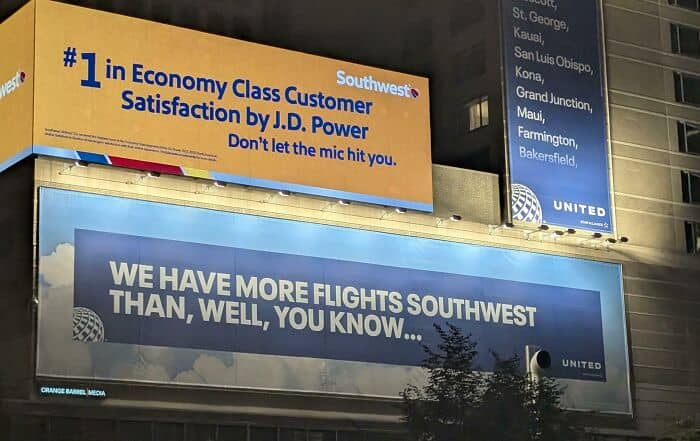 Southwest
#1 in Economy Class Customer
Satisfaction by J.D. Power
Don't let the mic hit you.
St. George,
Kauai,
San Luis Obispo,
Kona,
Grand Junction,
Maui,
Farmington,
Bakersfield,
UNITED
WE HAVE MORE FLIGHTS SOUTHWEST
THAN, WELL, YOU KNOW...
UNITED
ORANGE BARREL MEDIA